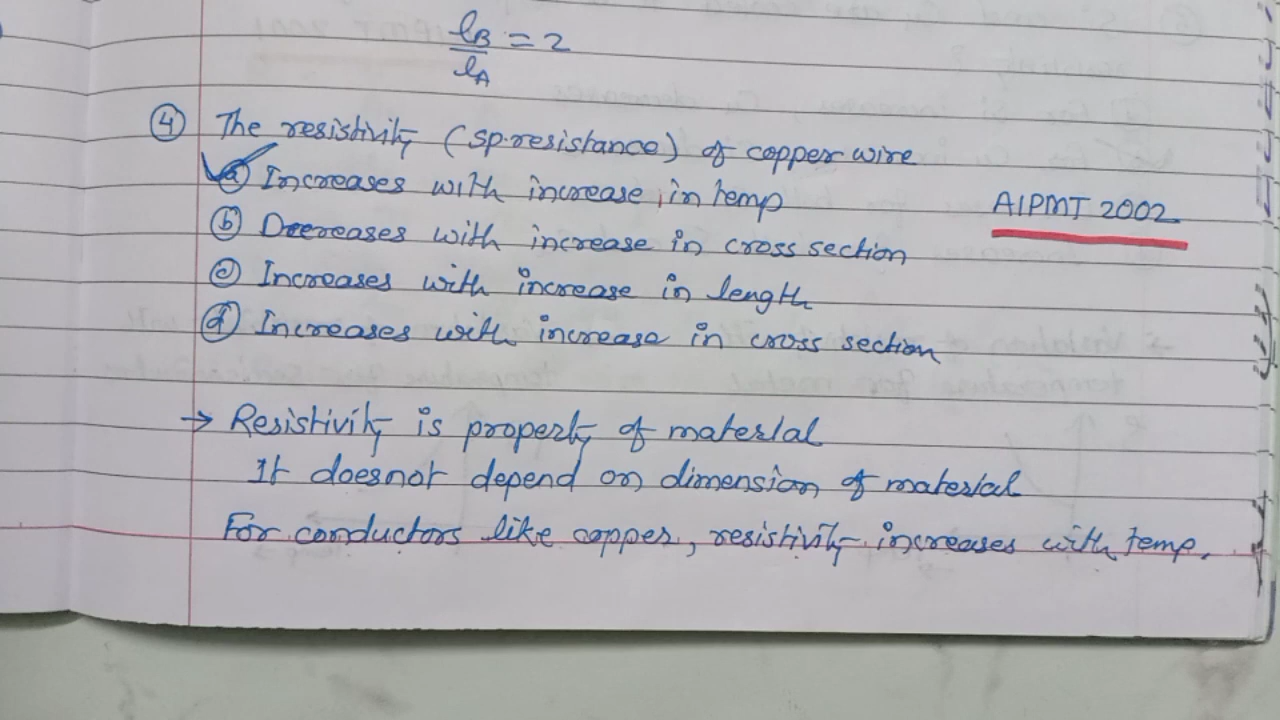 lB/lA = 2
④ The resistivity (sp.resistance) of copper wire
ⓐ Increases with increase in temp
AIPMT 2002
ⓑ Decreases with increase in cross section
ⓒ Increases with increase in length
ⓓ Increases with increase in cross section
→ Resistivity is property of material
It doesnot depend on dimension of material
For conductors like copper, resistivity increases with temp.